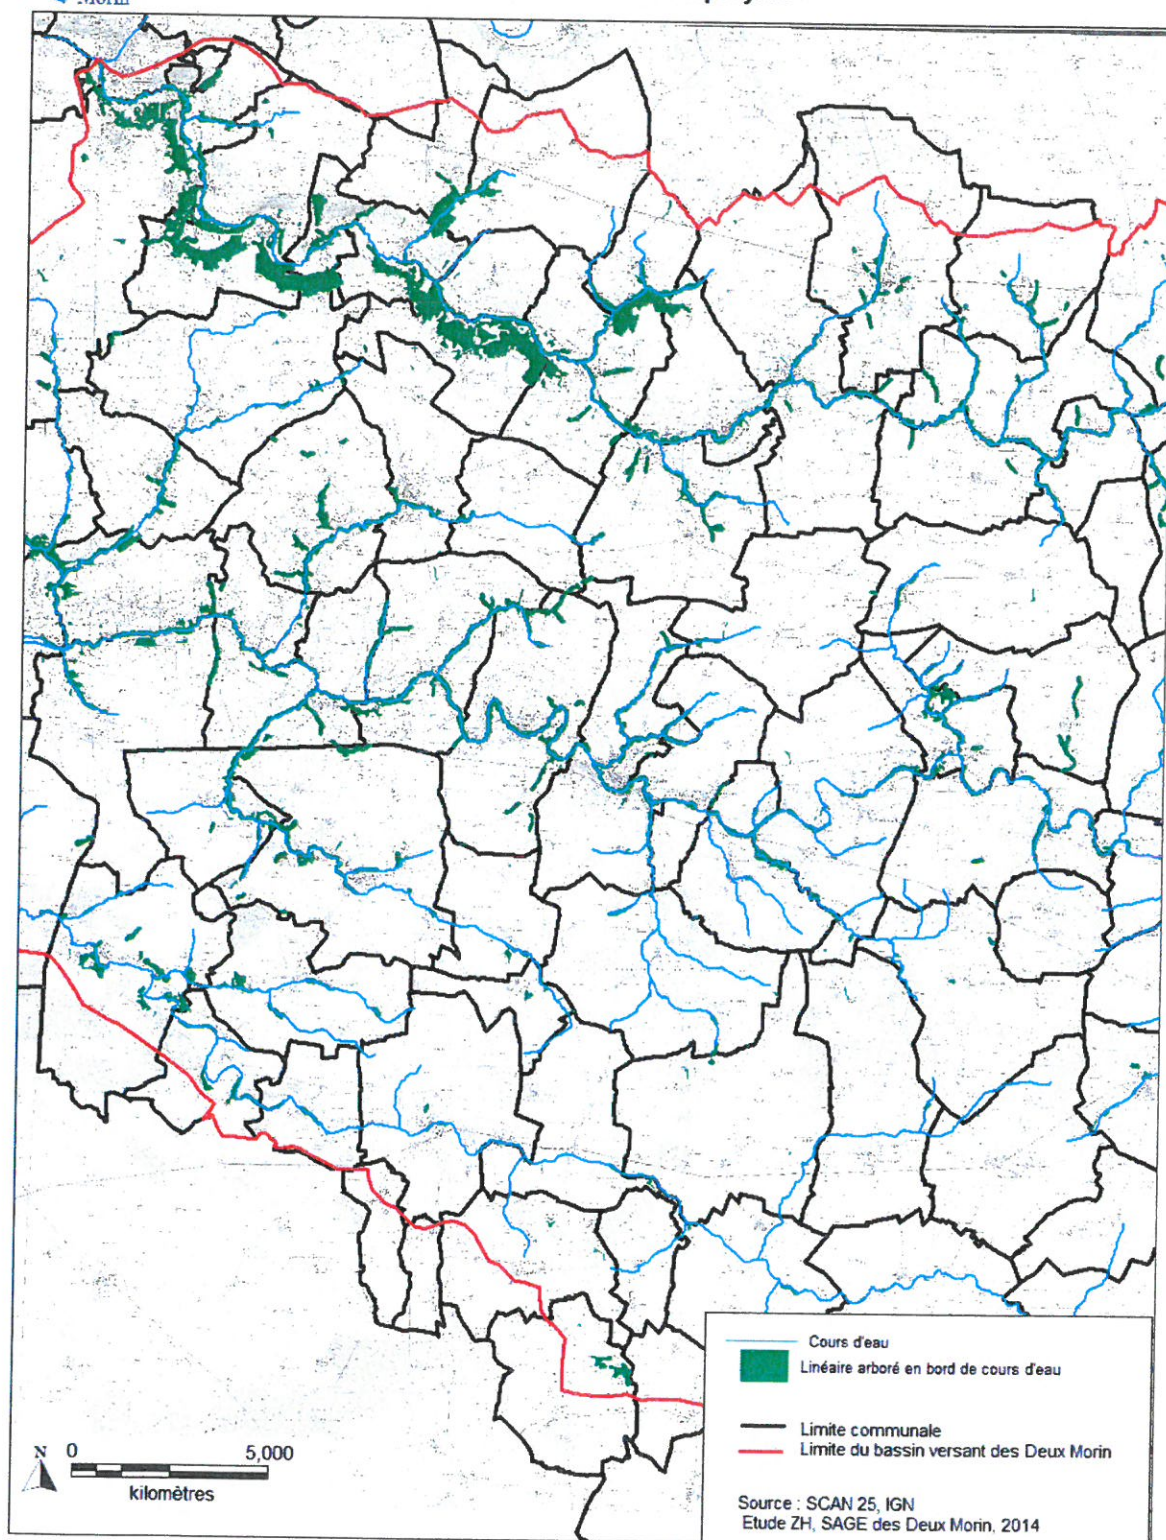 Morin
Cours d'eau
Linéaire arboré en bord de cours d'eau
Limite communale
Limite du bassin versant des Deux Morin
Source : SCAN 25, IGN
Etude ZH, SAGE des Deux Morin, 2014
N
0 5,000
kilomètres